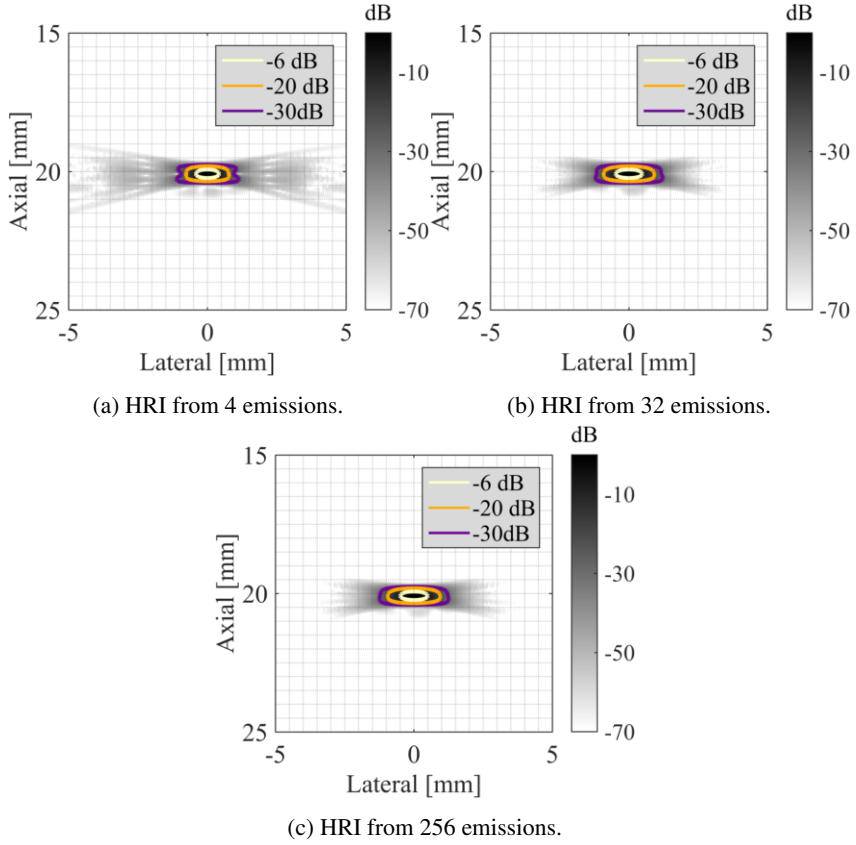 dB
15
-6 dB
-20 dB
-30dB
Axial [mm]
20
25
-5
0
5
Lateral [mm]
-10
-30
-50
-70
(a) HRI from 4 emissions.
dB
15
-6 dB
-20 dB
-30dB
Axial [mm]
20
25
-5
0
5
Lateral [mm]
-10
-30
-50
-70
(b) HRI from 32 emissions.
dB
15
-6 dB
-20 dB
-30dB
Axial [mm]
20
25
-5
0
5
Lateral [mm]
-10
-30
-50
-70
(c) HRI from 256 emissions.